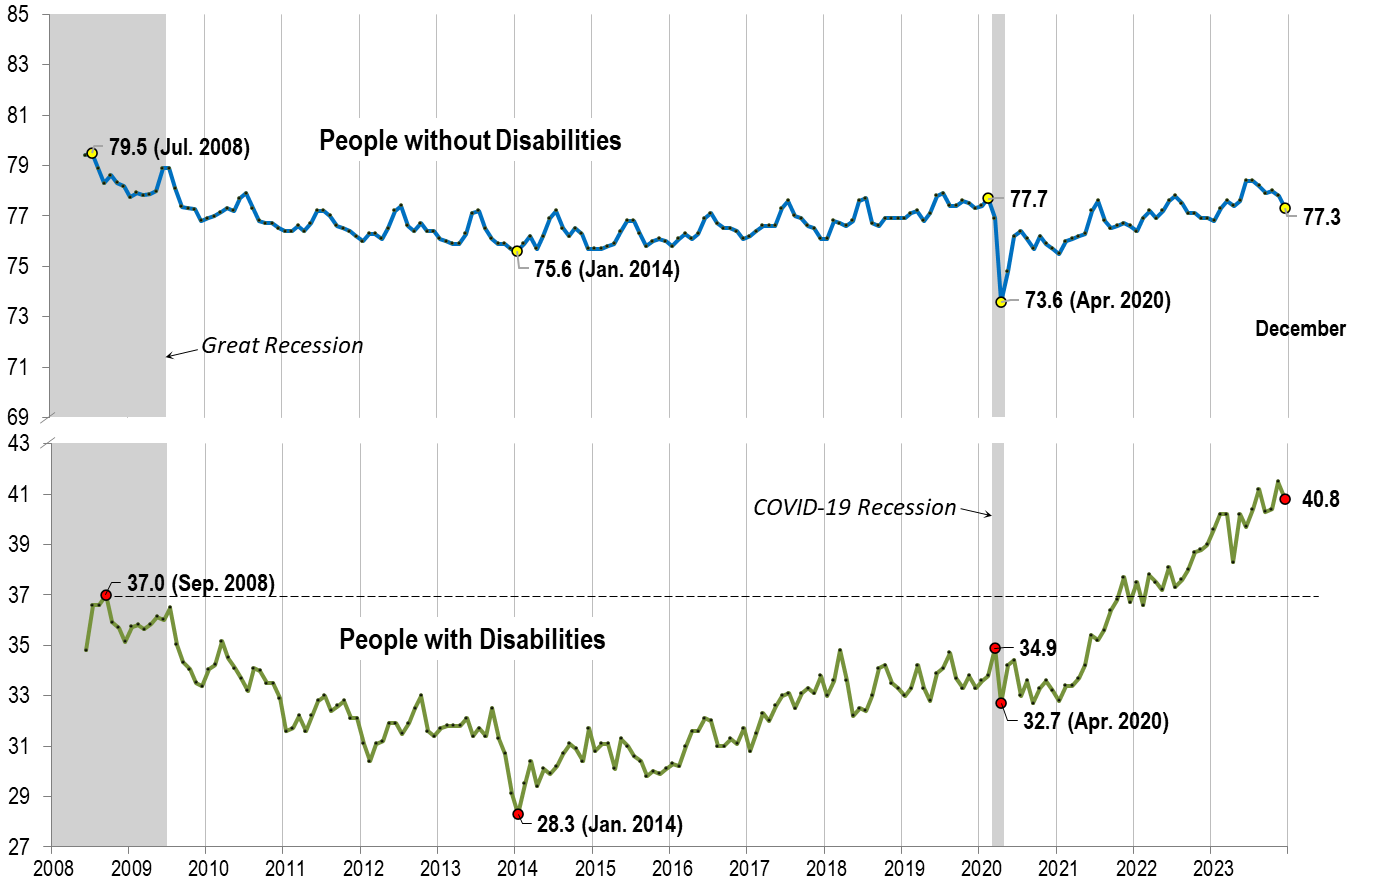 85
83
81
79
77
75
73
71
69
People without Disabilities
79.5 (Jul. 2008)
75.6 (Jan. 2014)
77.7
73.6 (Apr. 2020)
77.3
December
Great Recession
43
41
39
37
35
33
31
29
27
COVID-19 Recession
40.8
37.0 (Sep. 2008)
People with Disabilities
34.9
32.7 (Apr. 2020)
28.3 (Jan. 2014)
2008 2009 2010 2011 2012 2013 2014 2015 2016 2017 2018 2019 2020 2021 2022 2023